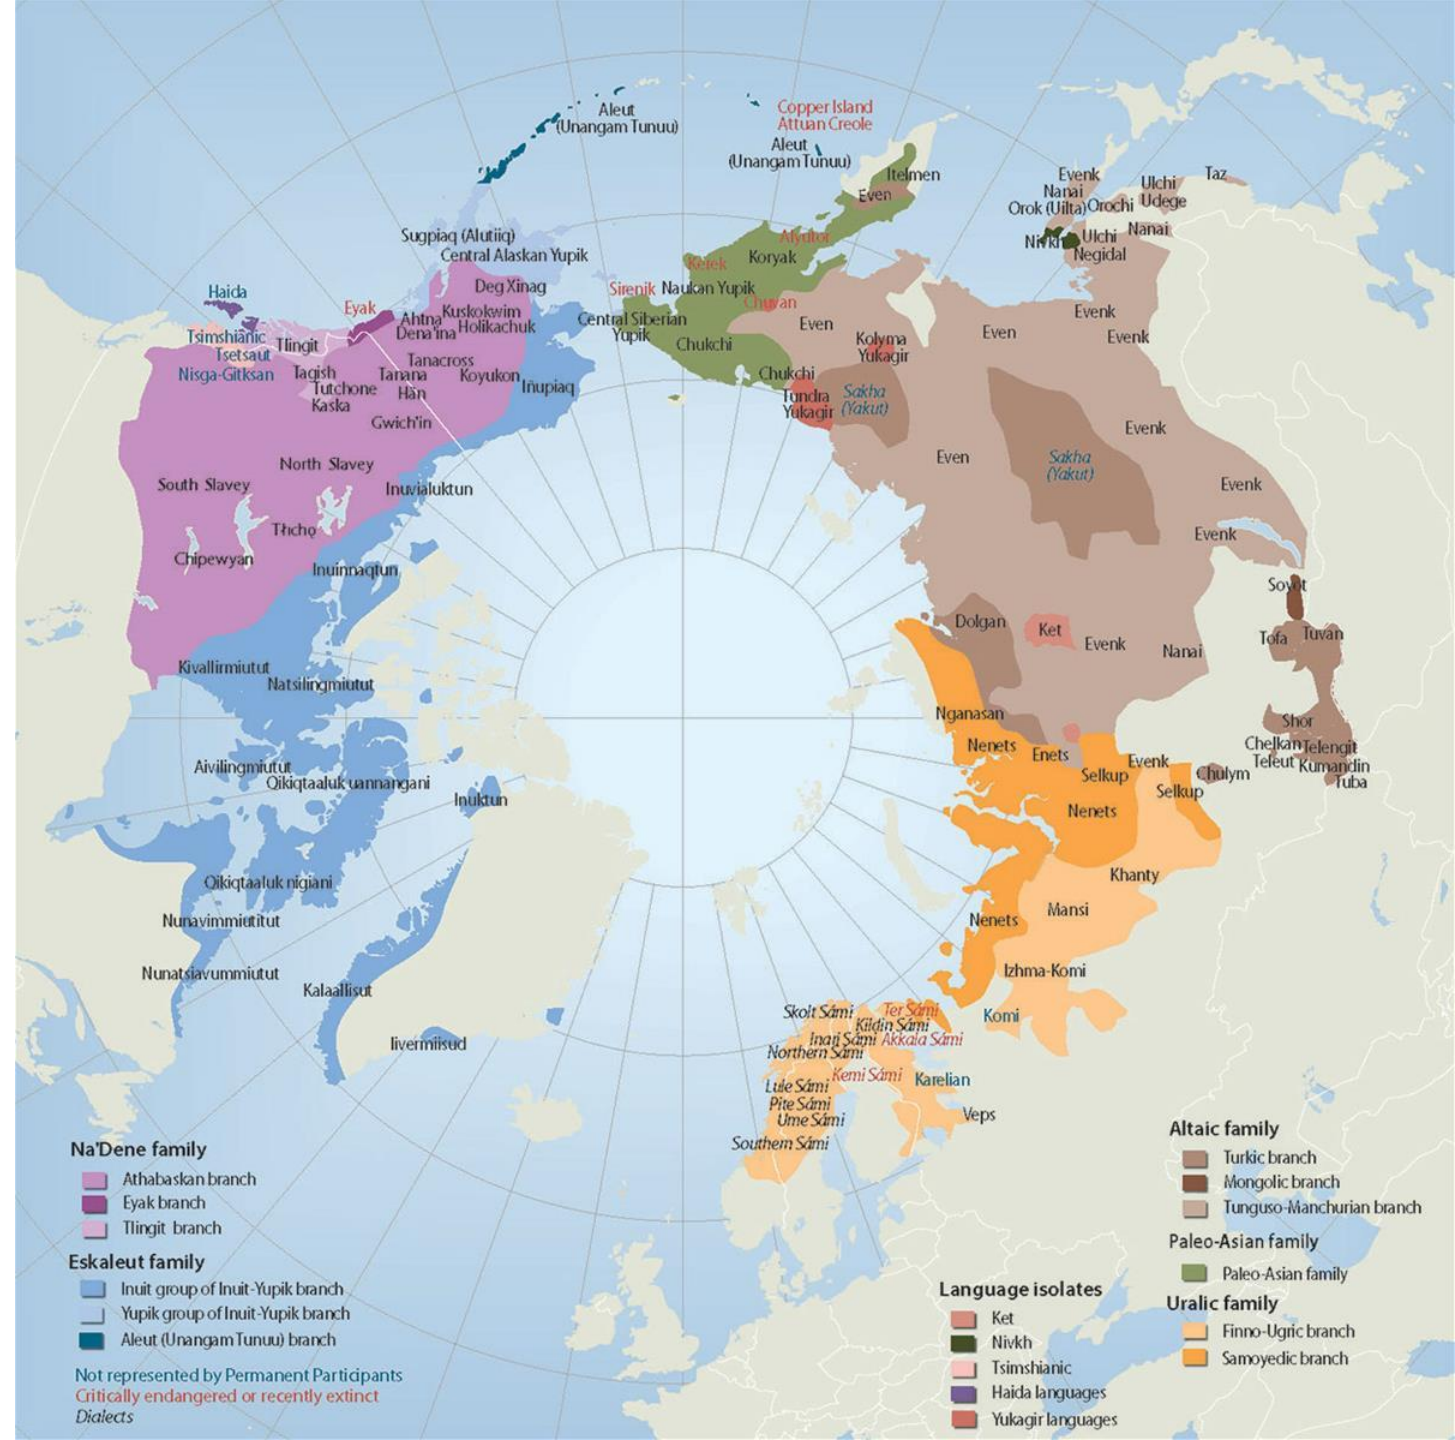 Aleut
(Unangam Tunuu)
Copper Island
Attuan Creole
Aleut
(Unangam Tunuu)
Itelmen
Even
Alyutor
Koryak
Kerek
Sirenik
Naukan Yupik
Chuvan
Central Siberian
Yupik
Chukchi
Even
Chukchi
Kolyma
Yukagir
Tundra
Yukagir
Sakha
(Yakut)
Evenk
Nanai
Orok (Uilta)
Orochi
Ulchi
Udege
Taz
Nivkh
Ulchi
Nanai
Negidal
Evenk
Even
Evenk
Evenk
Even
Sakha
(Yakut)
Evenk
Evenk
Soyot
Tofa
Tuvan
Dolgan
Ket
Evenk
Nanai
Shor
Chelkan
Telengit
Teleut
Kumandin
Tuba
Chulym
Nganasan
Nenets
Enets
Selkup
Evenk
Selkup
Nenets
Khanty
Mansi
Nenets
Izhma-Komi
Komi
Sugpiaq (Alutiiq)
Central Alaskan Yupik
Deg Xinag
Haida
Eyak
Ahtna
Kuskokwim
Dena'ina
Holikachuk
Tsimshianic
Tsetsaut
Tlingit
Nisga-Gitksan
Tagish
Tutchone
Kaska
Tanacross
Tanana
Koyukon
Iñupiaq
Hän
Gwich'in
North Slavey
South Slavey
Inuvialuktun
Tłıchǫ
Chipewyan
Inuinnaqtun
Kivallirmiutut
Natsilingmiutut
Aivilingmiutut
Qikiqtaaluk uannangani
Inuktun
Qikiqtaaluk nigiani
Nunavimmiutitut
Nunatsiavummiutut
Kalaallisut
Iivermiisud
Skolt Sámi
Ter Sámi
Kildin Sámi
Inari Sámi
Akkala Sámi
Northern Sámi
Kemi Sámi
Lule Sámi
Karelian
Pite Sámi
Ume Sámi
Veps
Southern Sámi
Na'Dene family
Athabaskan branch
Eyak branch
Tlingit branch
Eskaleut family
Inuit group of Inuit-Yupik branch
Yupik group of Inuit-Yupik branch
Aleut (Unangam Tunuu) branch
Not represented by Permanent Participants
Critically endangered or recently extinct
Dialects
Language isolates
Ket
Nivkh
Tsimshianic
Haida languages
Yukagir languages
Altaic family
Turkic branch
Mongolic branch
Tunguso-Manchurian branch
Paleo-Asian family
Paleo-Asian family
Uralic family
Finno-Ugric branch
Samoyedic branch